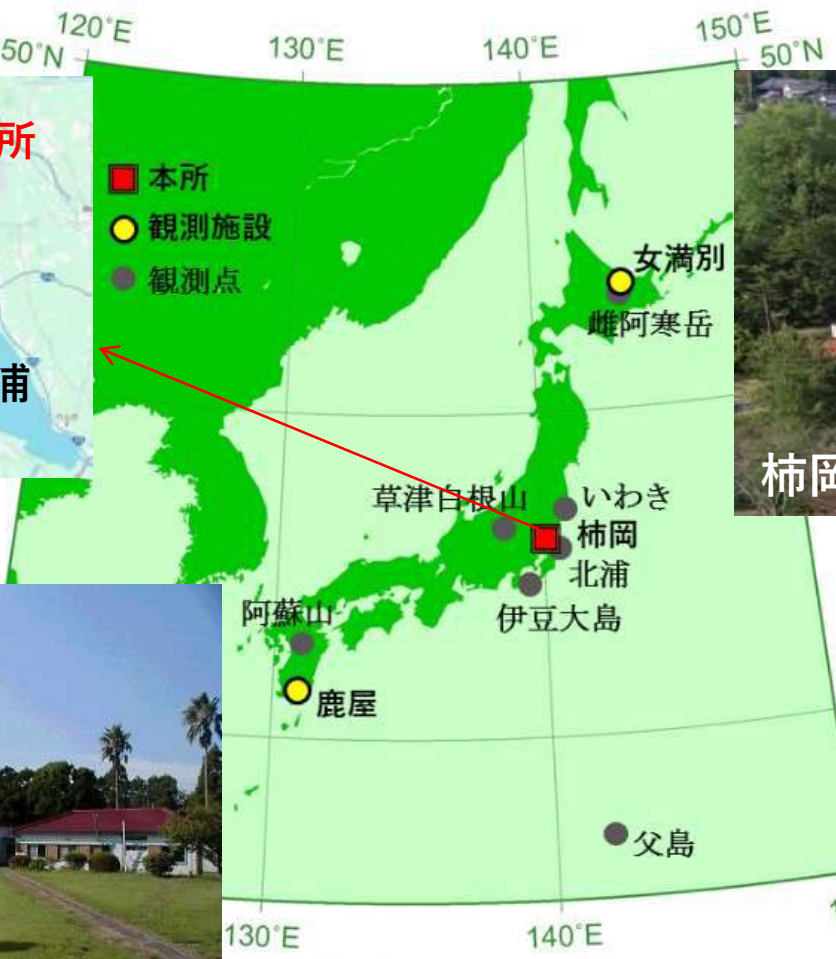 120°E
130°E
140°E
150°E
50°N
50°N
所
本所
観測施設
観測点
女満別
雌阿寒岳
浦
柿岡
草津白根山
いわき
柿岡
北浦
伊豆大島
阿蘇山
鹿屋
父島
130°E
140°E